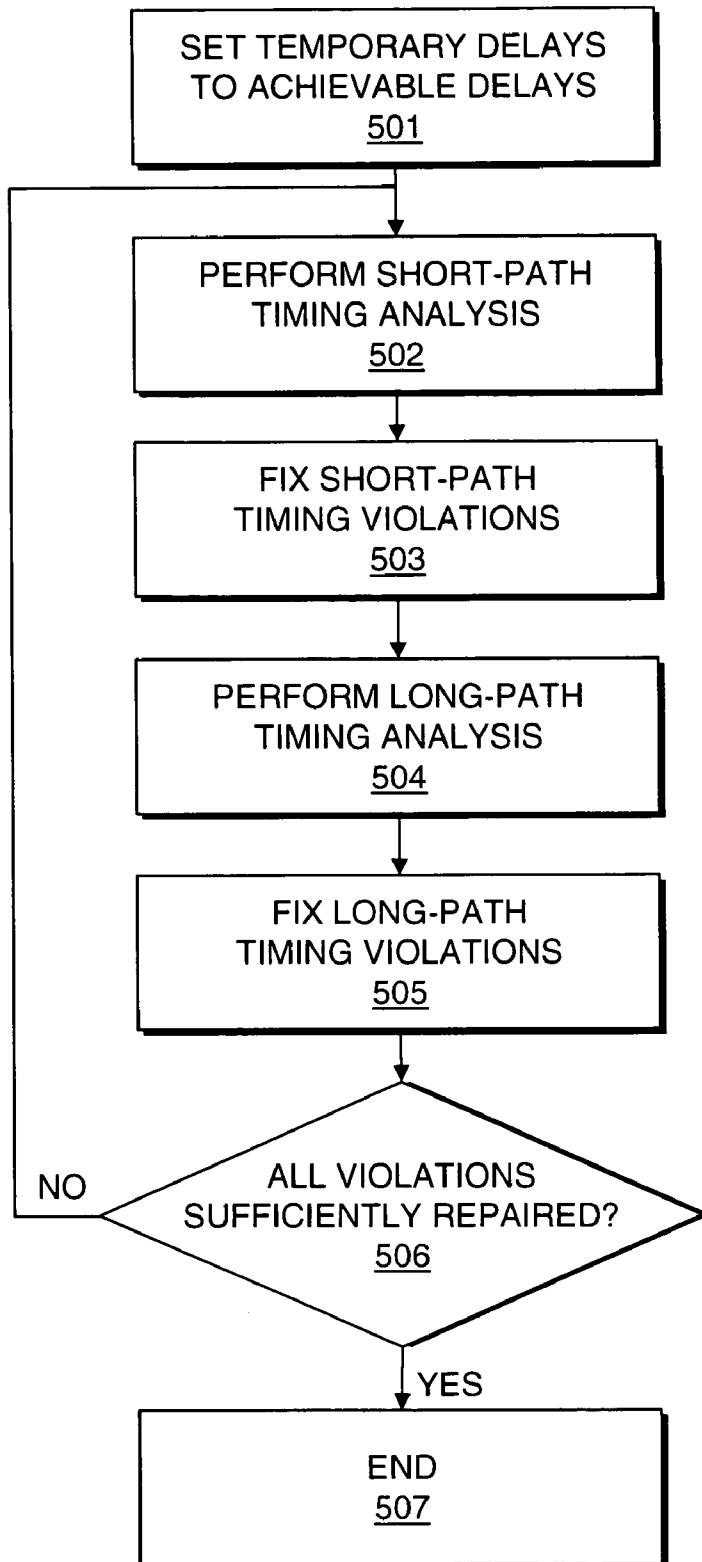 SET TEMPORARY DELAYS
TO ACHIEVABLE DELAYS
501
PERFORM SHORT-PATH
TIMING ANALYSIS
502
FIX SHORT-PATH
TIMING VIOLATIONS
503
PERFORM LONG-PATH
TIMING ANALYSIS
504
FIX LONG-PATH
TIMING VIOLATIONS
505
NO
ALL VIOLATIONS
SUFFICIENTLY REPAIRED?
506
YES
END
507